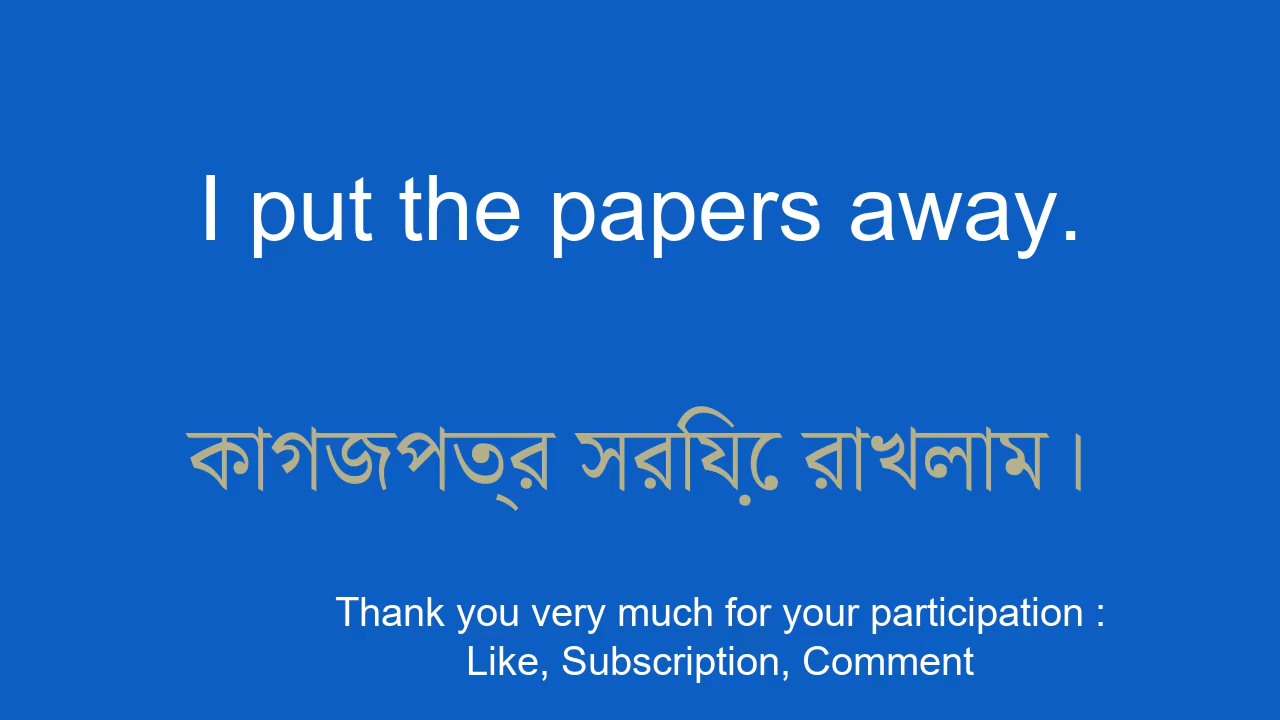 I put the papers away.
কাগজপত্র সরিয়ে রাখলাম।
Thank you very much for your participation :
Like, Subscription, Comment